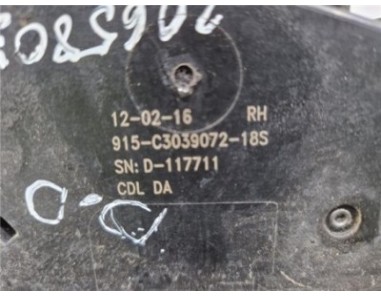 12-02-16 RH
915-C3039072-18S
SN: D-117711
CDL DA
D.D